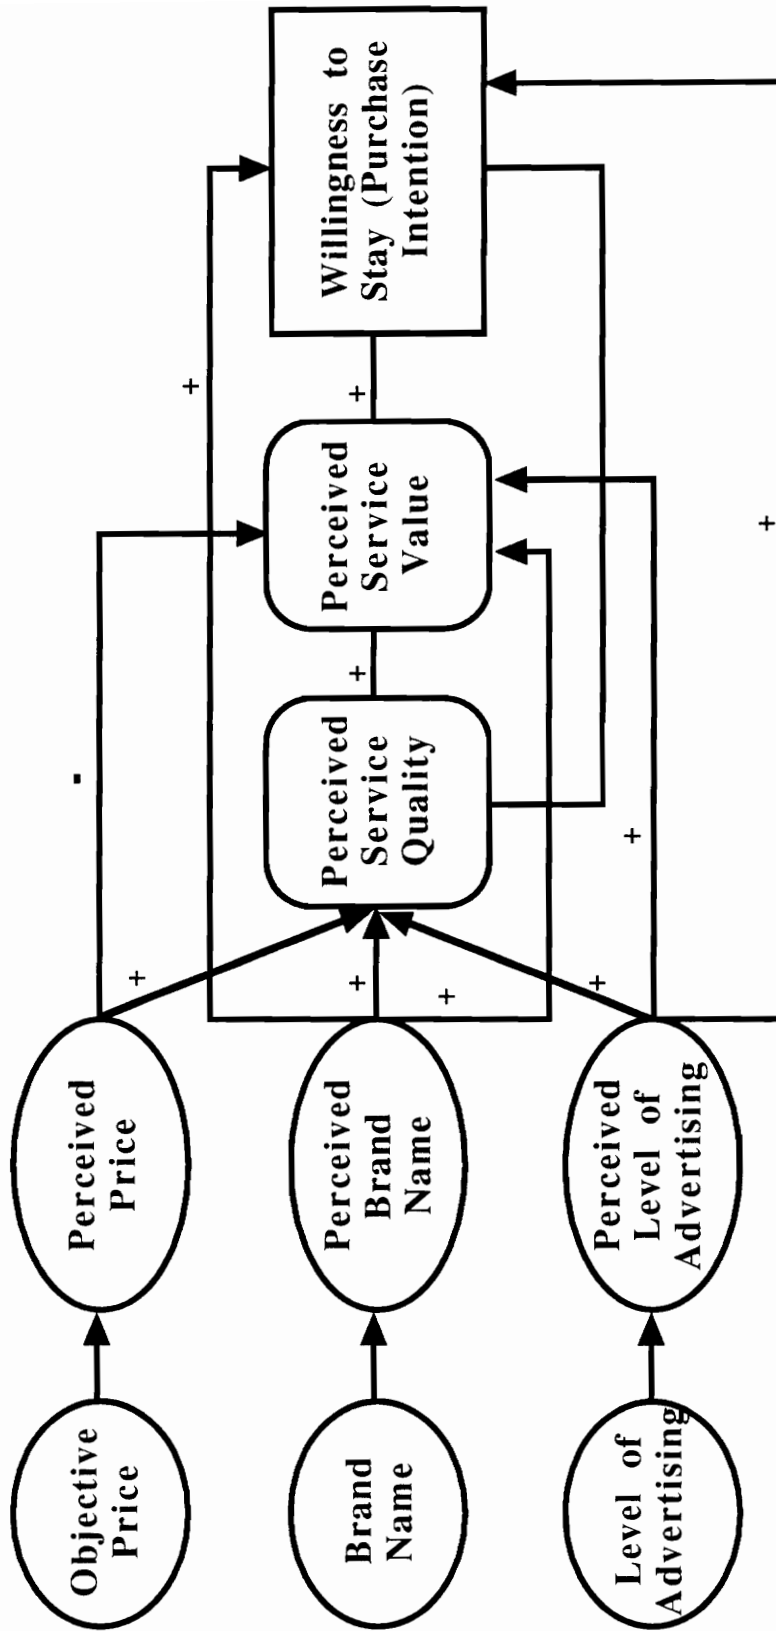 Objective
Price
Perceived
Price
-
+
Brand
Name
Perceived
Brand
Name
+
+
+
Perceived
Service
Quality
+
Perceived
Service
Value
+
Willingness to
Stay (Purchase
Intention)
Level of
Advertising
Perceived
Level of
Advertising
+
+
+